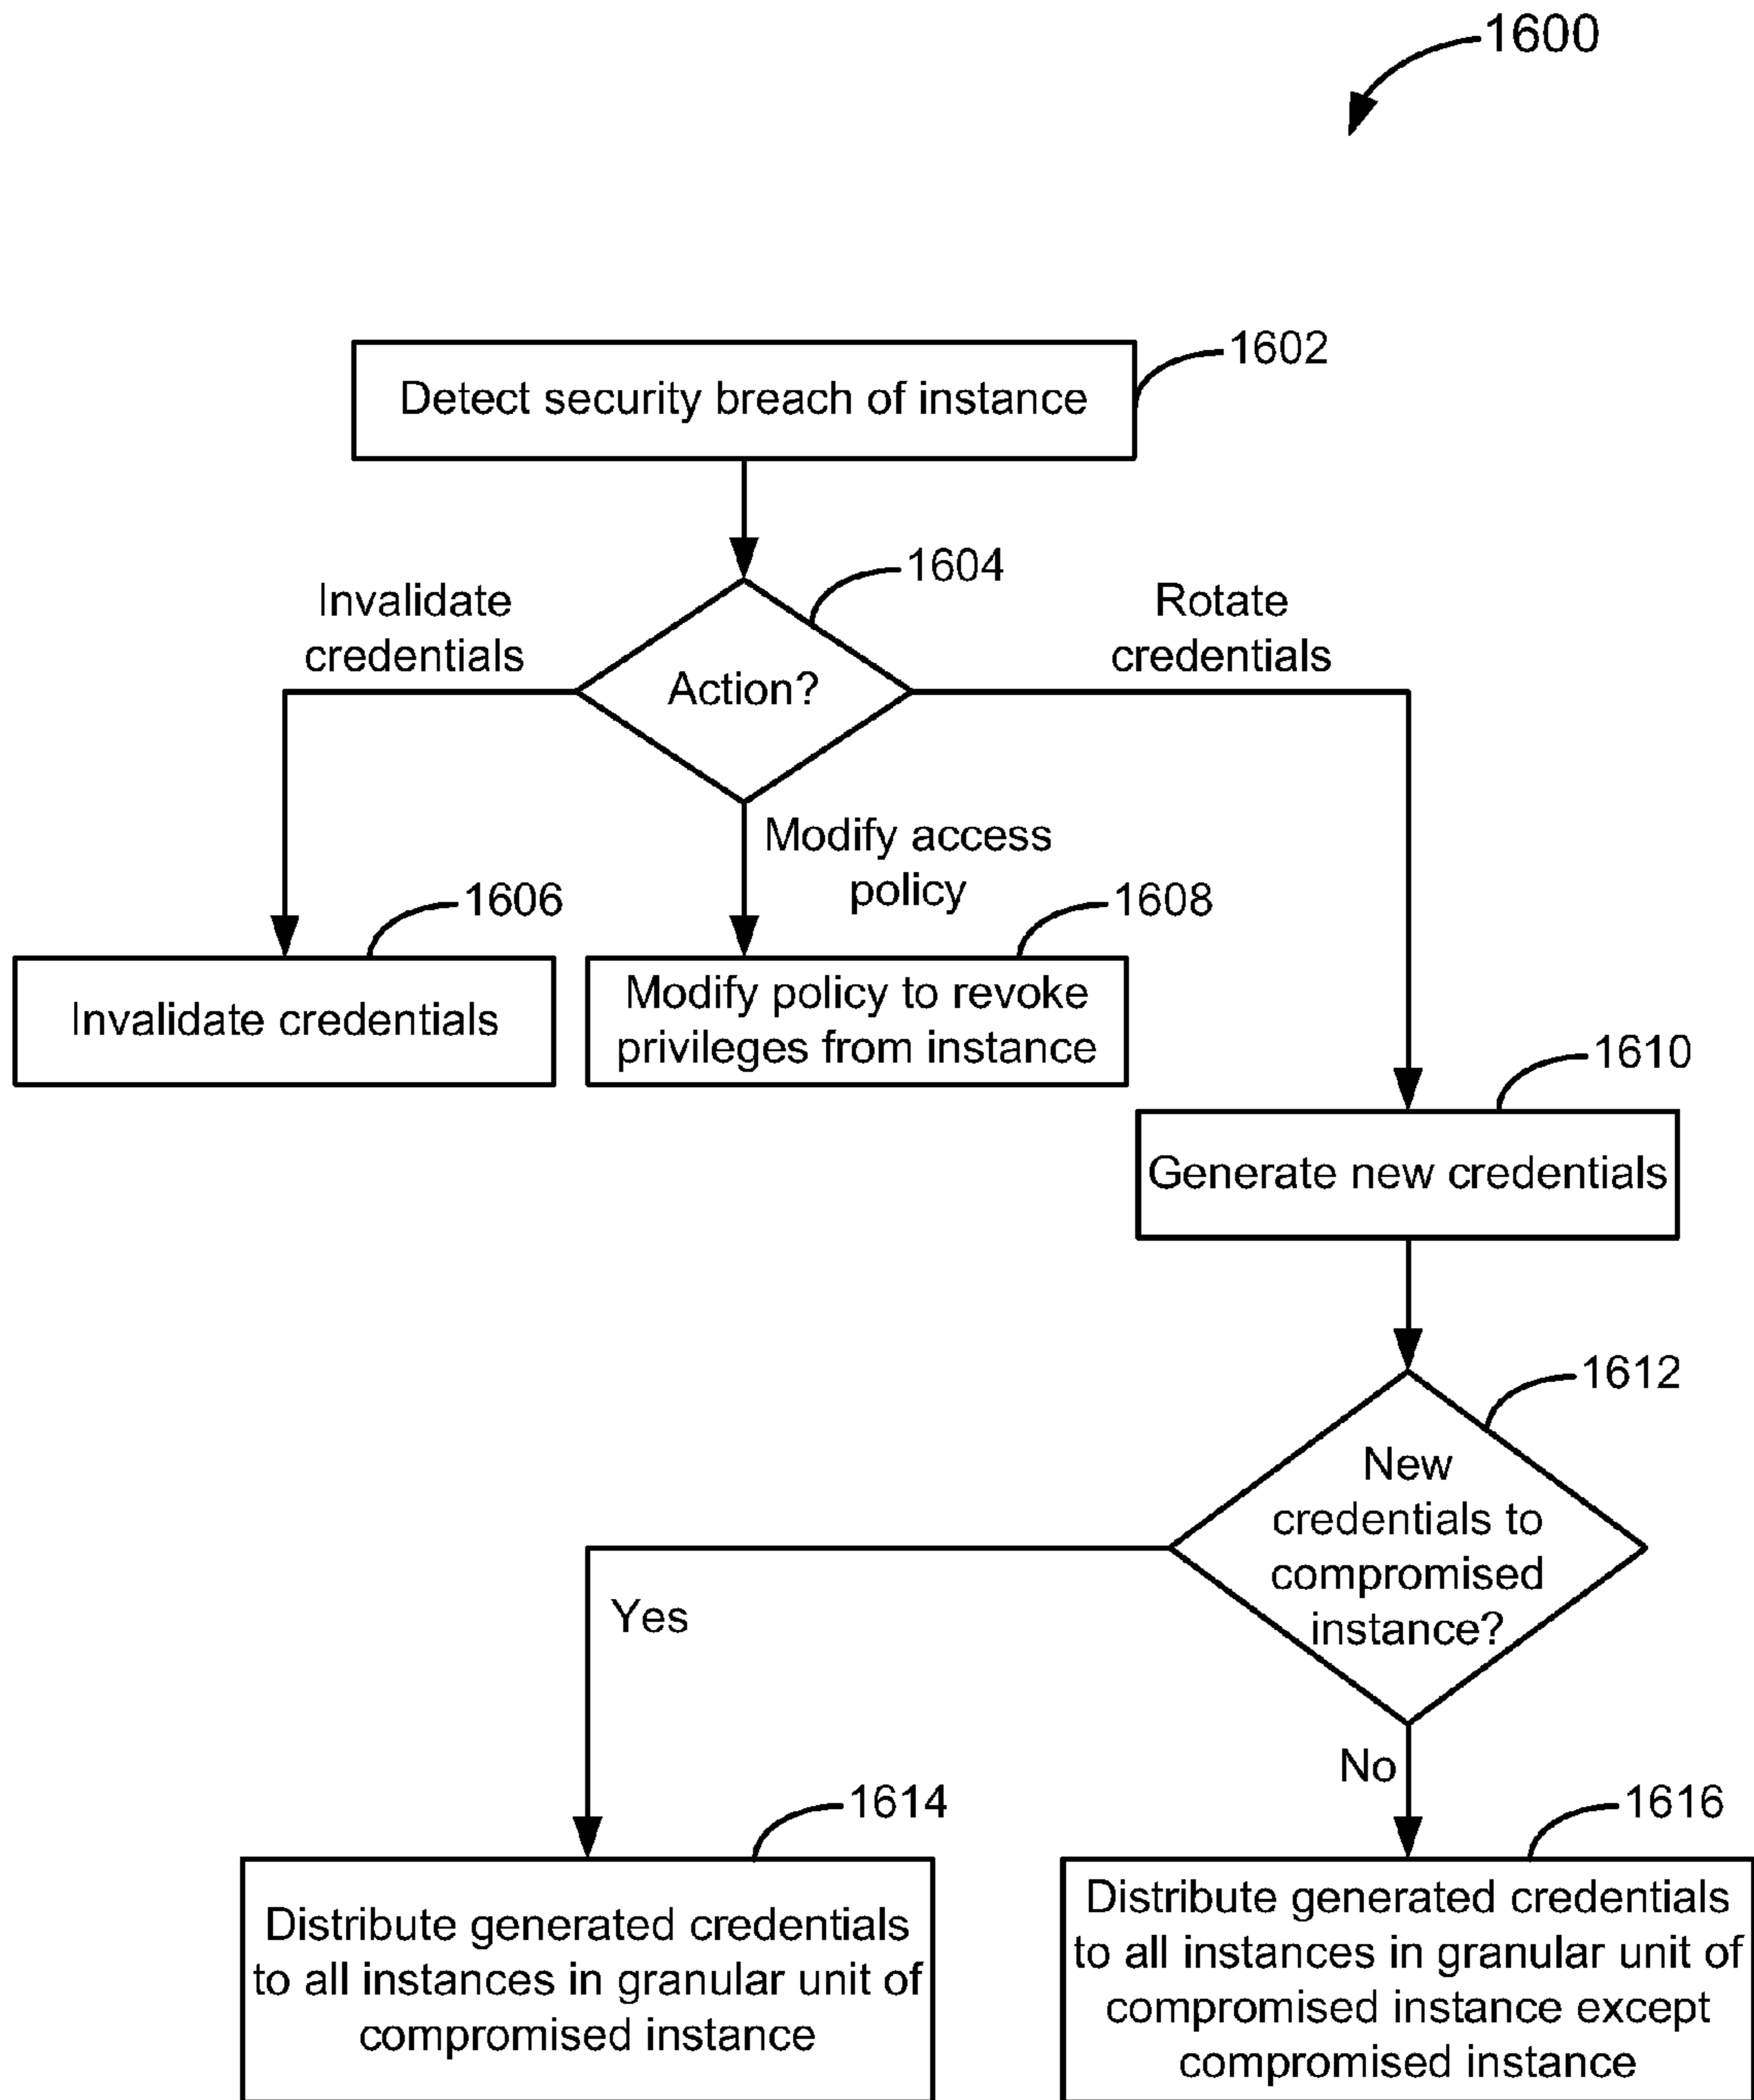 1600
1602
Detect security breach of instance
1604
Invalidate
credentials
Rotate
credentials
Action?
Modify access
policy
1606
1608
Invalidate credentials
Modify policy to revoke
privileges from instance
1610
Generate new credentials
1612
New
credentials to
compromised
instance?
Yes
No
1614
1616
Distribute generated credentials
to all instances in granular unit of
compromised instance
Distribute generated credentials
to all instances in granular unit of
compromised instance except
compromised instance